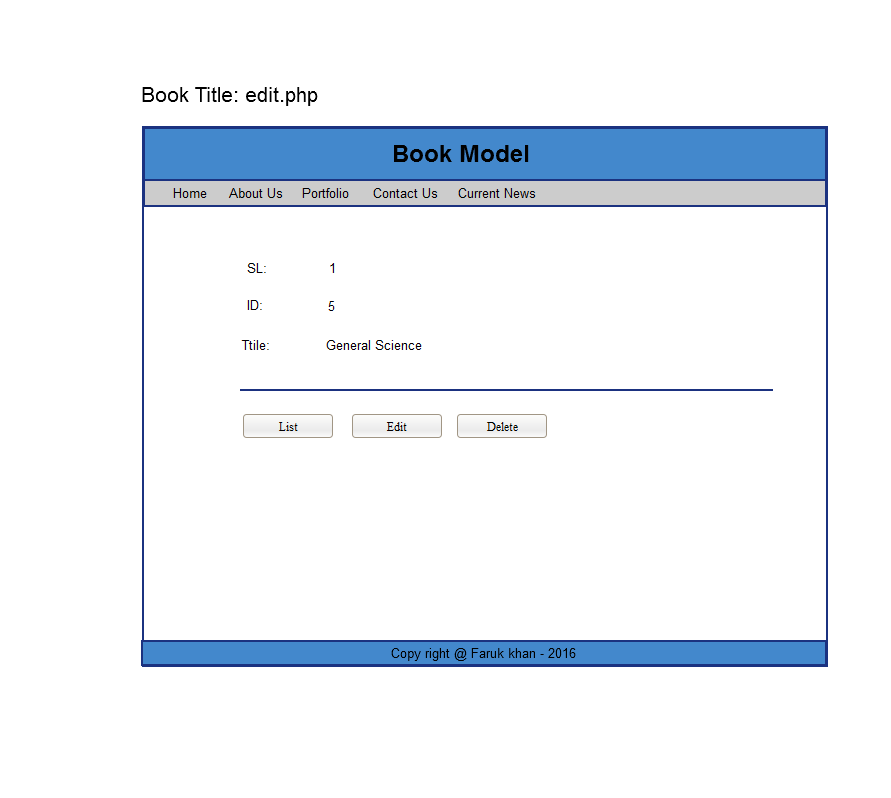 Book Title: edit.php
Book Model
Home About Us Portfolio Contact Us Current News
SL: 1
ID: 5
Ttile: General Science
List Edit Delete
Copy right @ Faruk khan - 2016